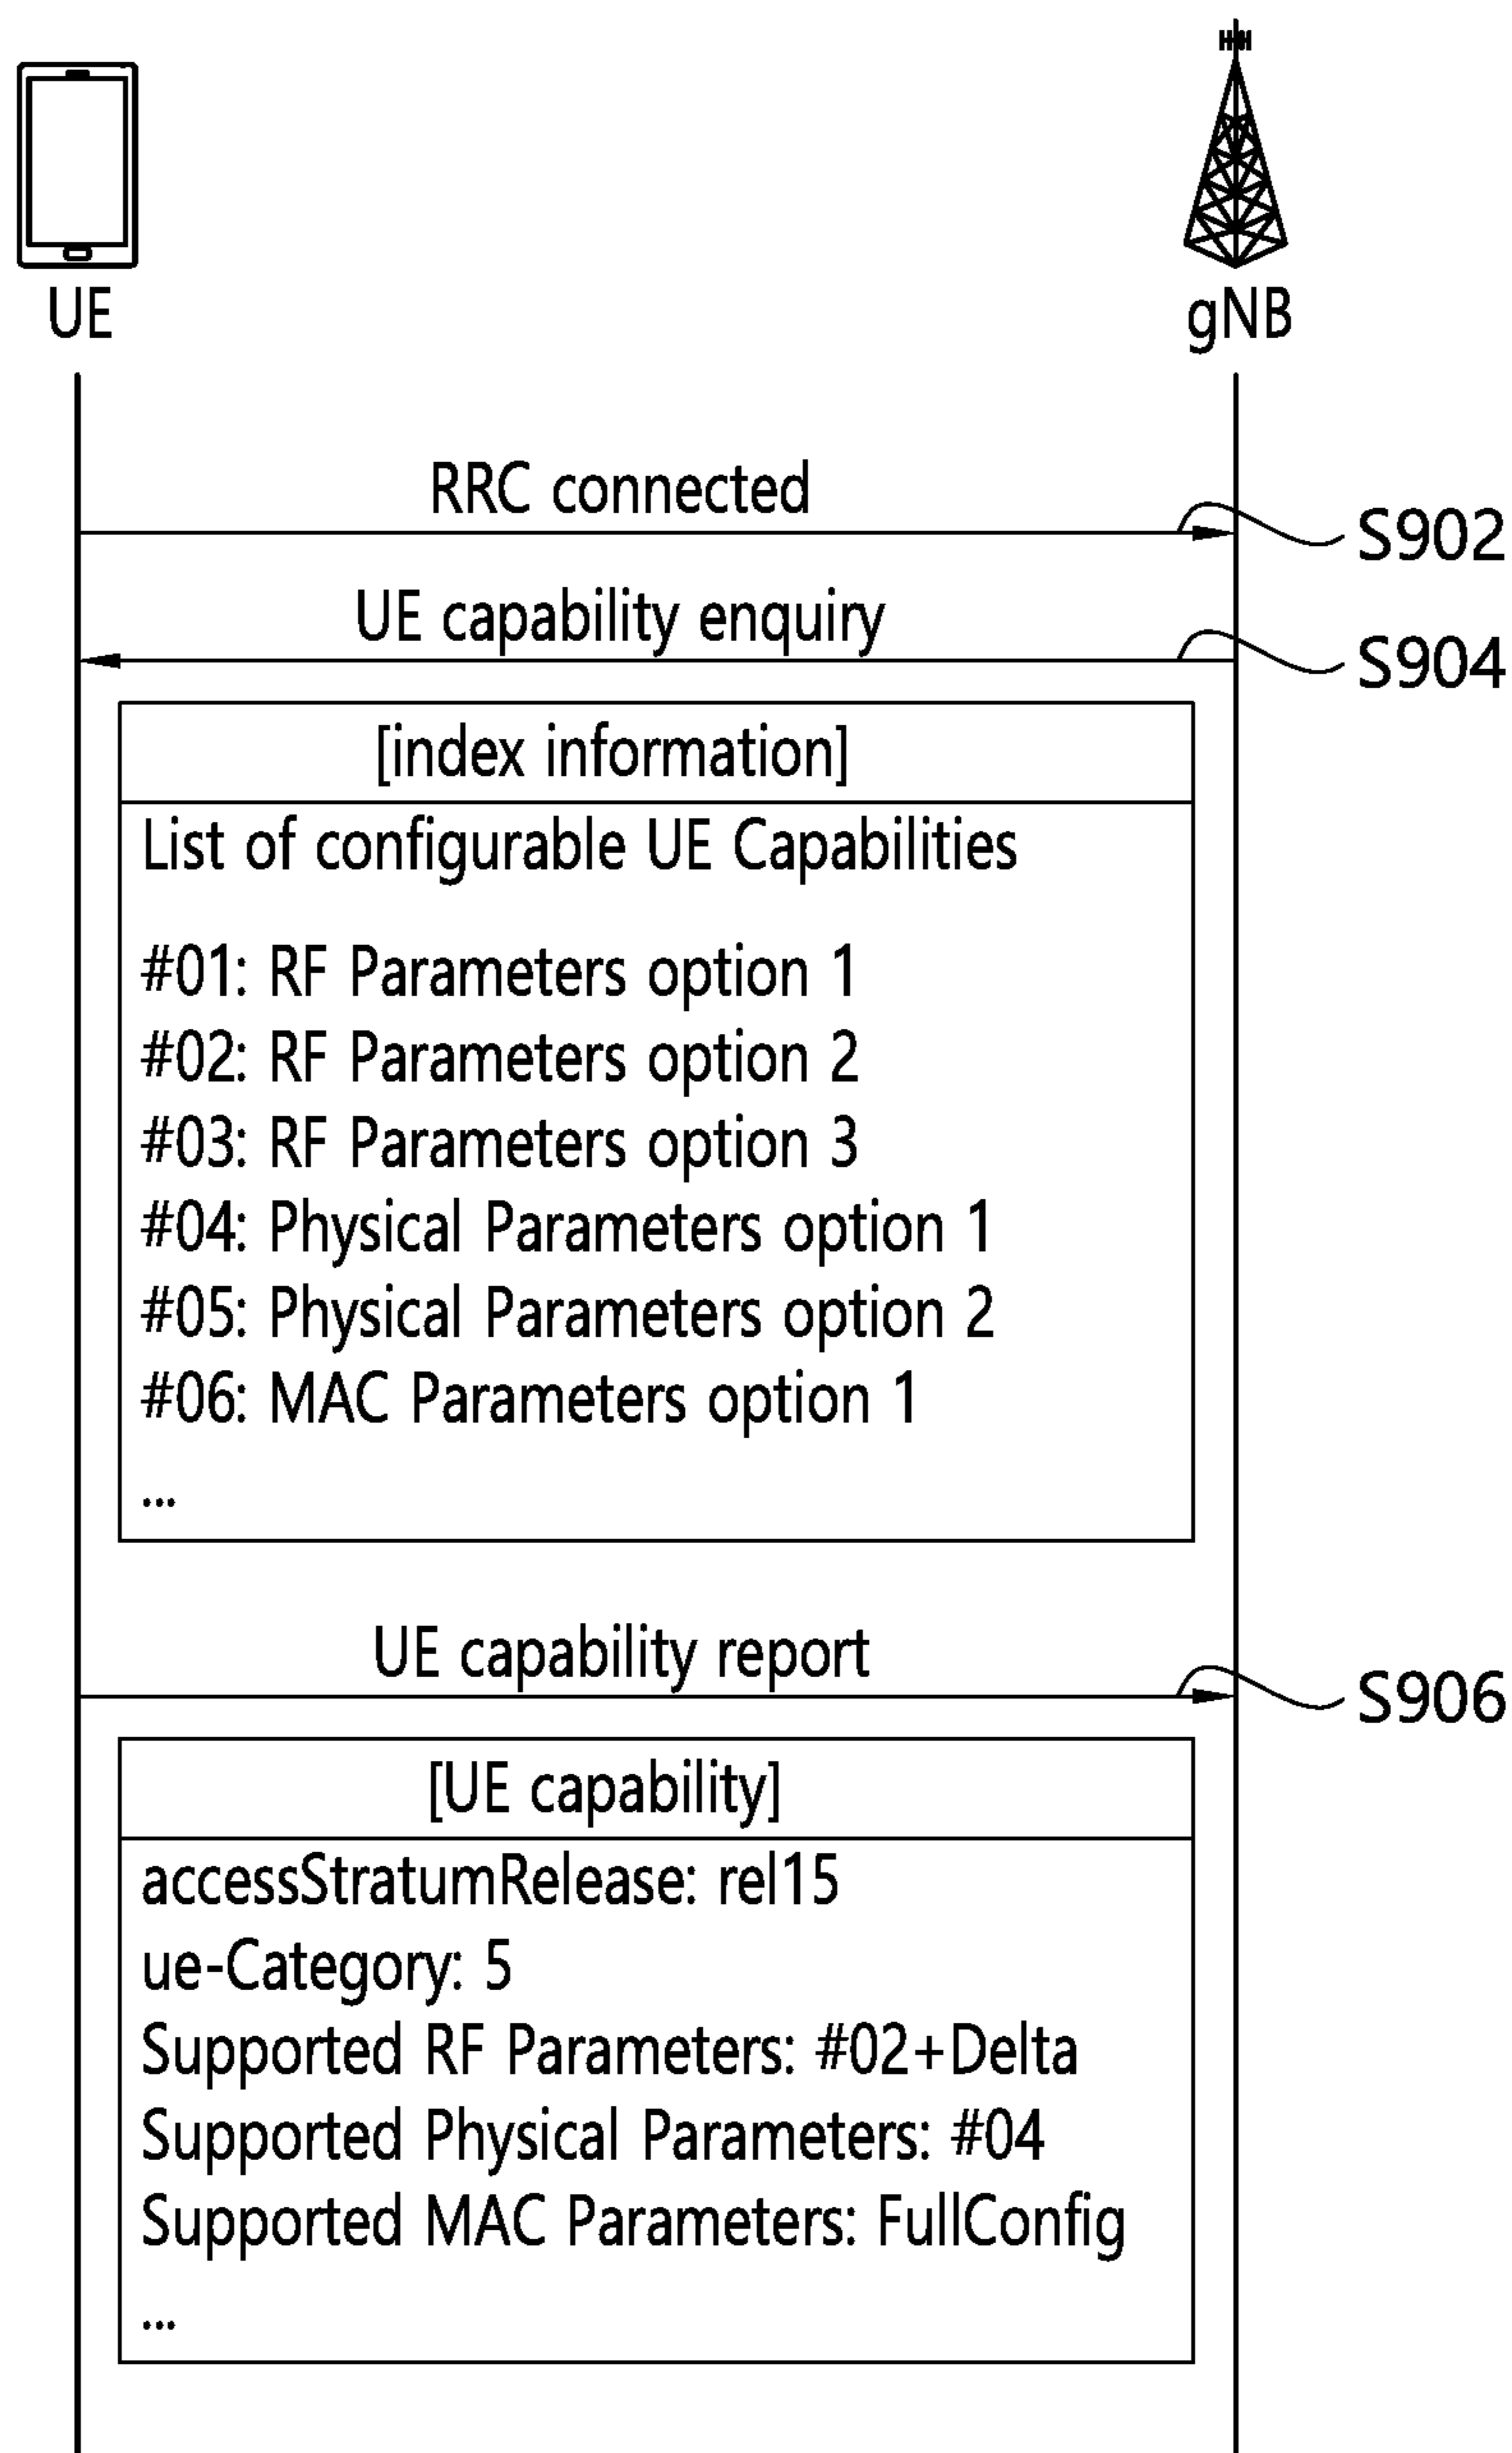 UE
gNB
RRC connected
S902
UE capability enquiry
S904
[index information]
List of configurable UE Capabilities
#01: RF Parameters option 1
#02: RF Parameters option 2
#03: RF Parameters option 3
#04: Physical Parameters option 1
#05: Physical Parameters option 2
#06: MAC Parameters option 1
...
UE capability report
S906
[UE capability]
accessStratumRelease: rel15
ue-Category: 5
Supported RF Parameters: #02+Delta
Supported Physical Parameters: #04
Supported MAC Parameters: FullConfig
...